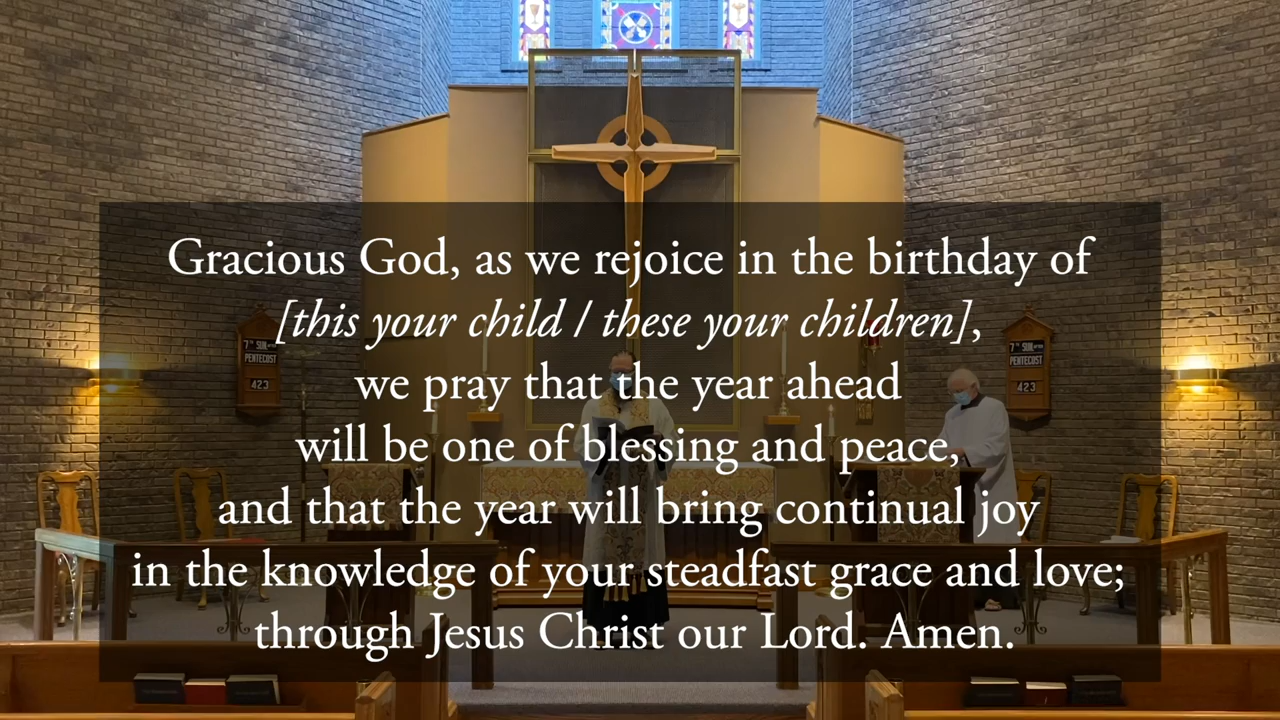 Gracious God, as we rejoice in the birthday of
[this your child / these your children],
we pray that the year ahead
will be one of blessing and peace,
and that the year will bring continual joy
in the knowledge of your steadfast grace and love;
through Jesus Christ our Lord. Amen.
7TH SUN AFTER
PENTECOST
423
7TH SUN AFTER
PENTECOST
423